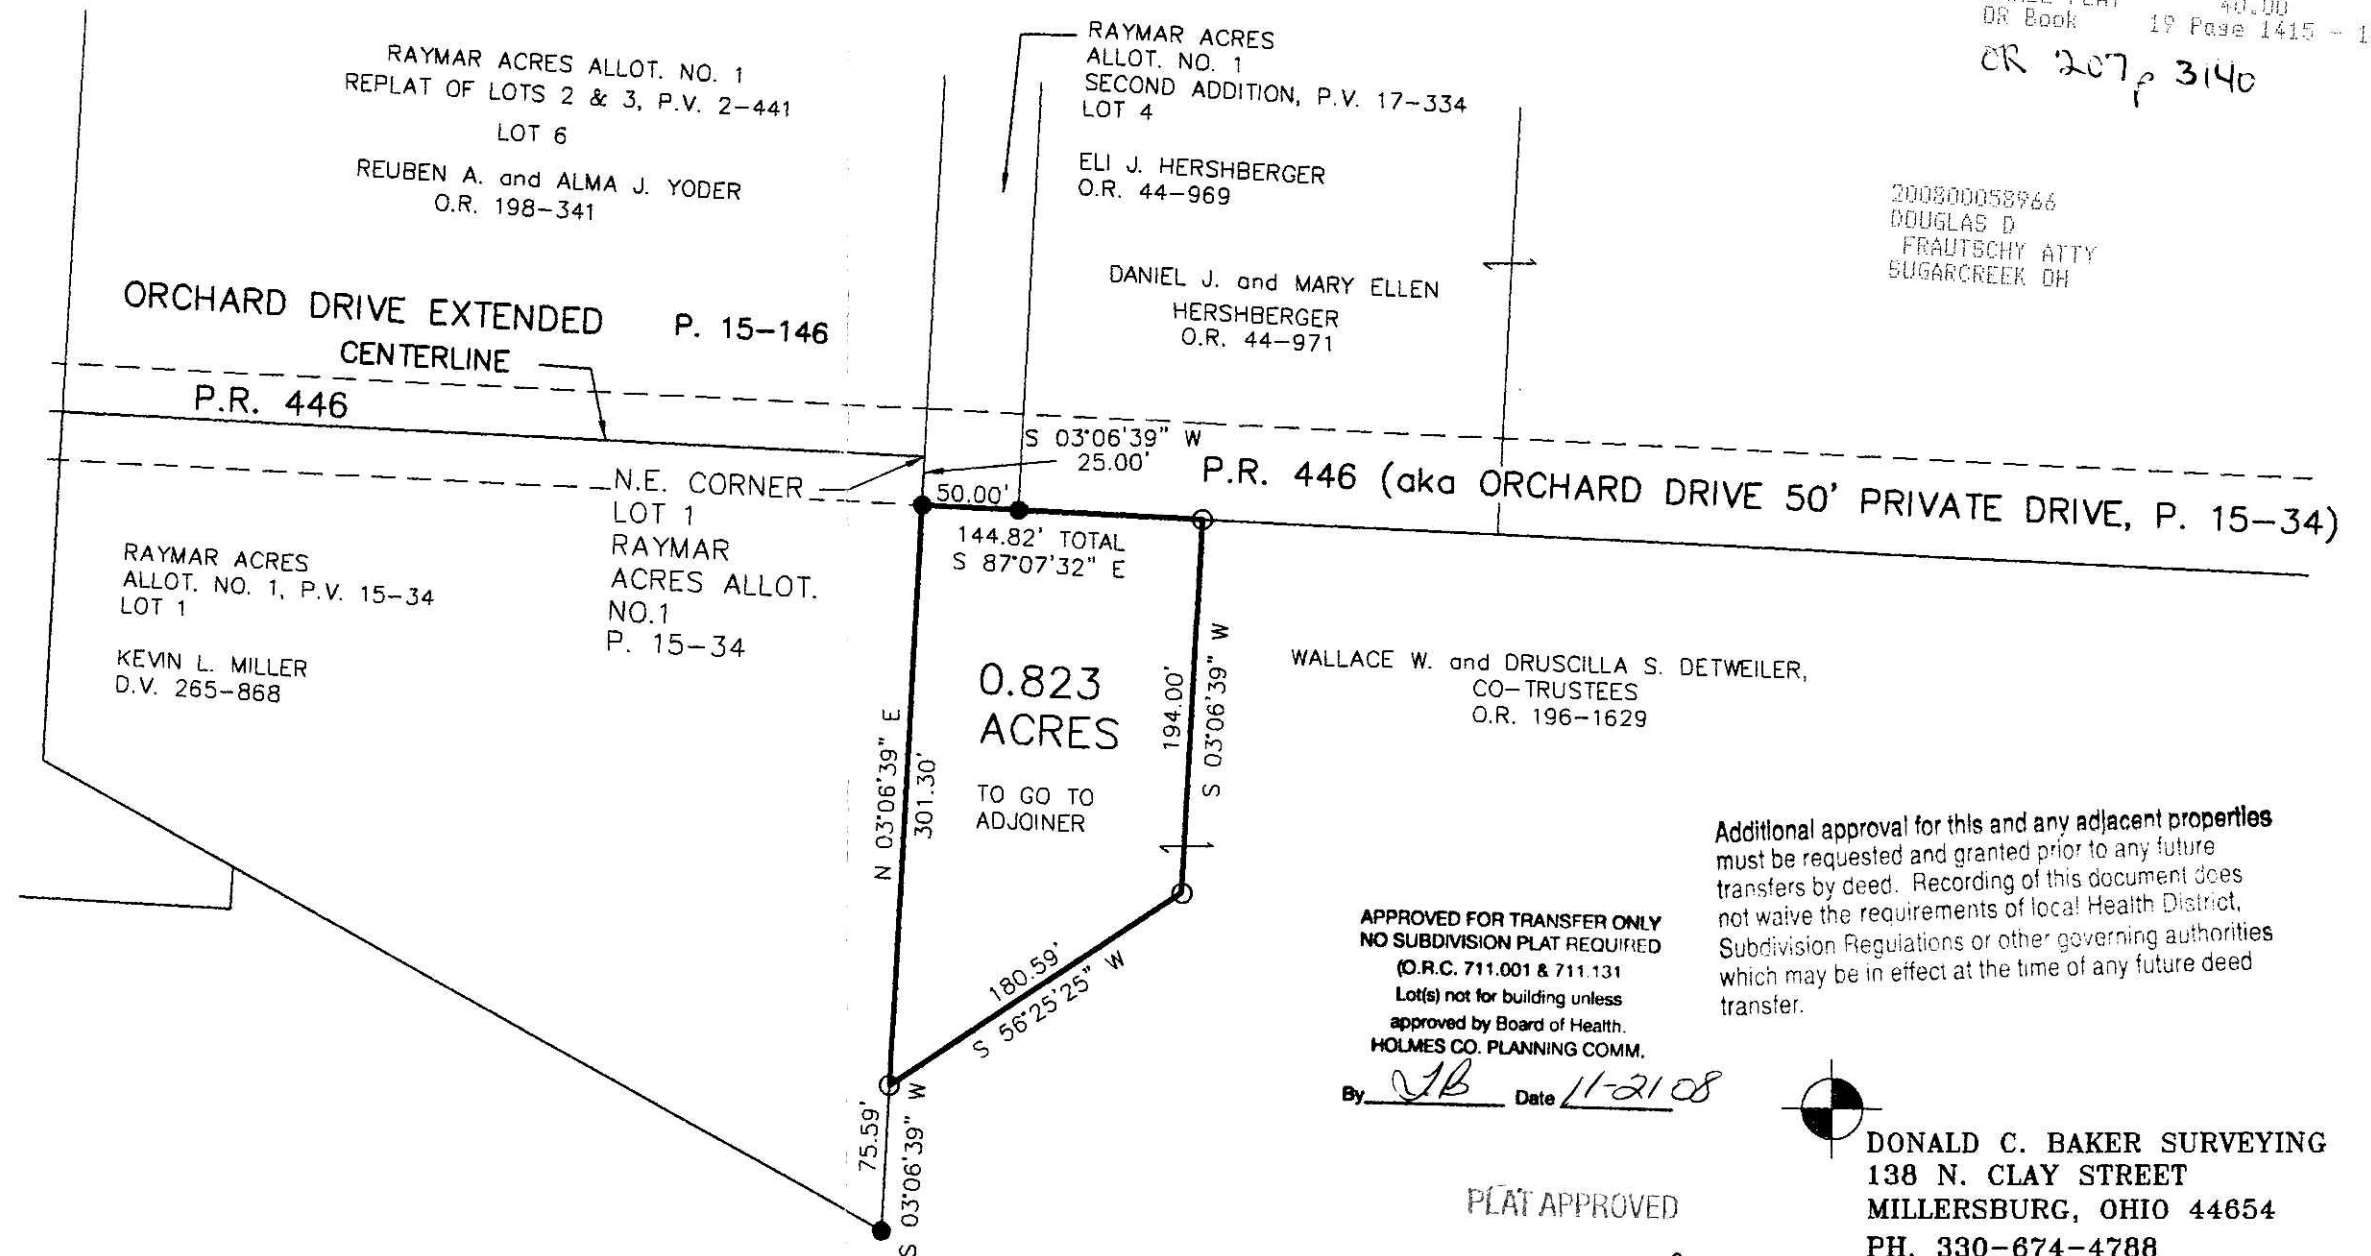 40.00
OR Book 19 Page 1415 -
OR 207 p 3140
200800058966
DOUGLAS D
FRAUTSCHY ATTY
SUGARCREEK OH
RAYMAR ACRES ALLOT. NO. 1
REPLAT OF LOTS 2 & 3, P.V. 2-441
LOT 6
REUBEN A. and ALMA J. YODER
O.R. 198-341
RAYMAR ACRES
ALLOT. NO. 1
SECOND ADDITION, P.V. 17-334
LOT 4
ELI J. HERSHBERGER
O.R. 44-969
DANIEL J. and MARY ELLEN
HERSHBERGER
O.R. 44-971
ORCHARD DRIVE EXTENDED P. 15-146
CENTERLINE
P.R. 446
S 03°06'39" W
25.00'
P.R. 446 (aka ORCHARD DRIVE 50' PRIVATE DRIVE, P. 15-34)
N.E. CORNER
LOT 1
RAYMAR
ACRES ALLOT.
NO.1
P. 15-34
50.00'
144.82' TOTAL
S 87°07'32" E
RAYMAR ACRES
ALLOT. NO. 1, P.V. 15-34
LOT 1
KEVIN L. MILLER
D.V. 265-868
N 03°06'39" E
301.30'
0.823
ACRES
TO GO TO
ADJOINER
194.00'
S 03°06'39" W
WALLACE W. and DRUSCILLA S. DETWEILER,
CO-TRUSTEES
O.R. 196-1629
180.59'
S 56°25'25" W
75.59'
S 03°06'39" W
Additional approval for this and any adjacent properties
must be requested and granted prior to any future
transfers by deed. Recording of this document does
not waive the requirements of local Health District,
Subdivision Regulations or other governing authorities
which may be in effect at the time of any future deed
transfer.
APPROVED FOR TRANSFER ONLY
NO SUBDIVISION PLAT REQUIRED
(O.R.C. 711.001 & 711.131
Lot(s) not for building unless
approved by Board of Health.
HOLMES CO. PLANNING COMM.
By JB Date 11-21 08
PLAT APPROVED
DONALD C. BAKER SURVEYING
138 N. CLAY STREET
MILLERSBURG, OHIO 44654
PH. 330-674-4788